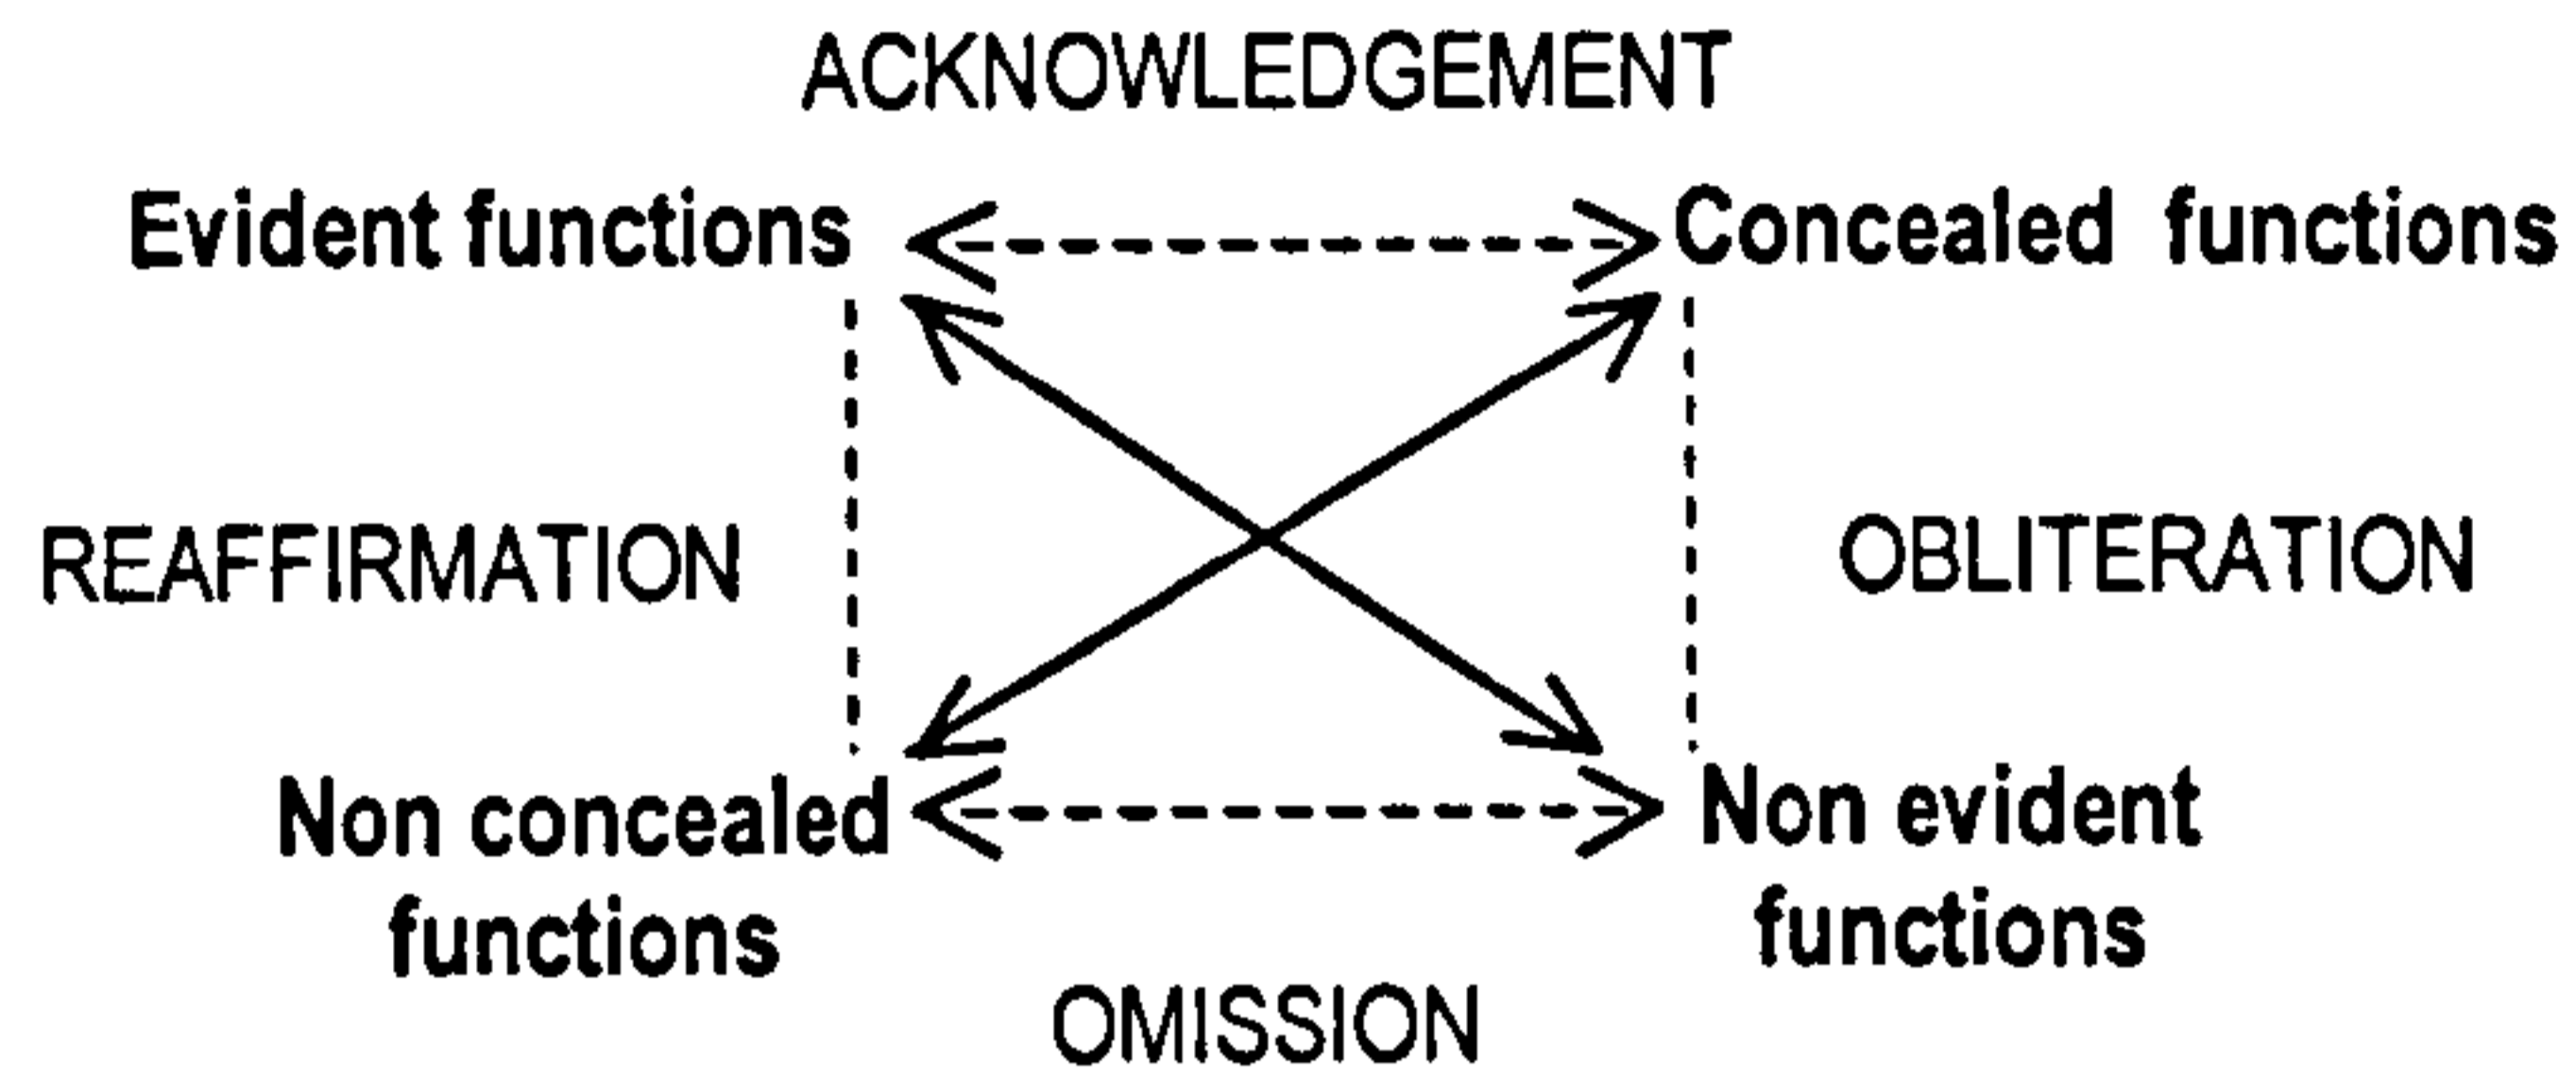 ACKNOWLEDGEMENT
Evident functions Concealed functions
REAFFIRMATION OBLITERATION
Non concealed Non evident
functions functions
OMISSION